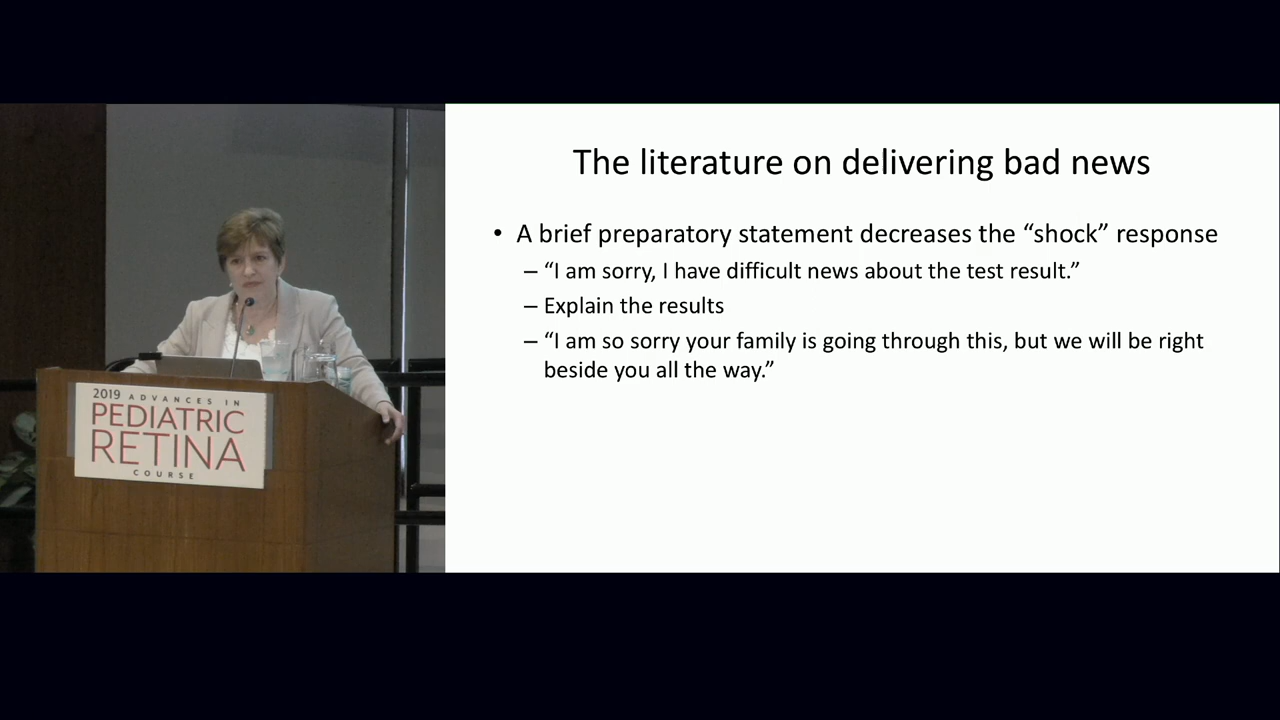 The literature on delivering bad news
• A brief preparatory statement decreases the “shock” response
– “I am sorry, I have difficult news about the test result.”
– Explain the results
– “I am so sorry your family is going through this, but we will be right
beside you all the way.”
2019 ADVANCES IN
PEDIATRIC
RETINA
COURSE